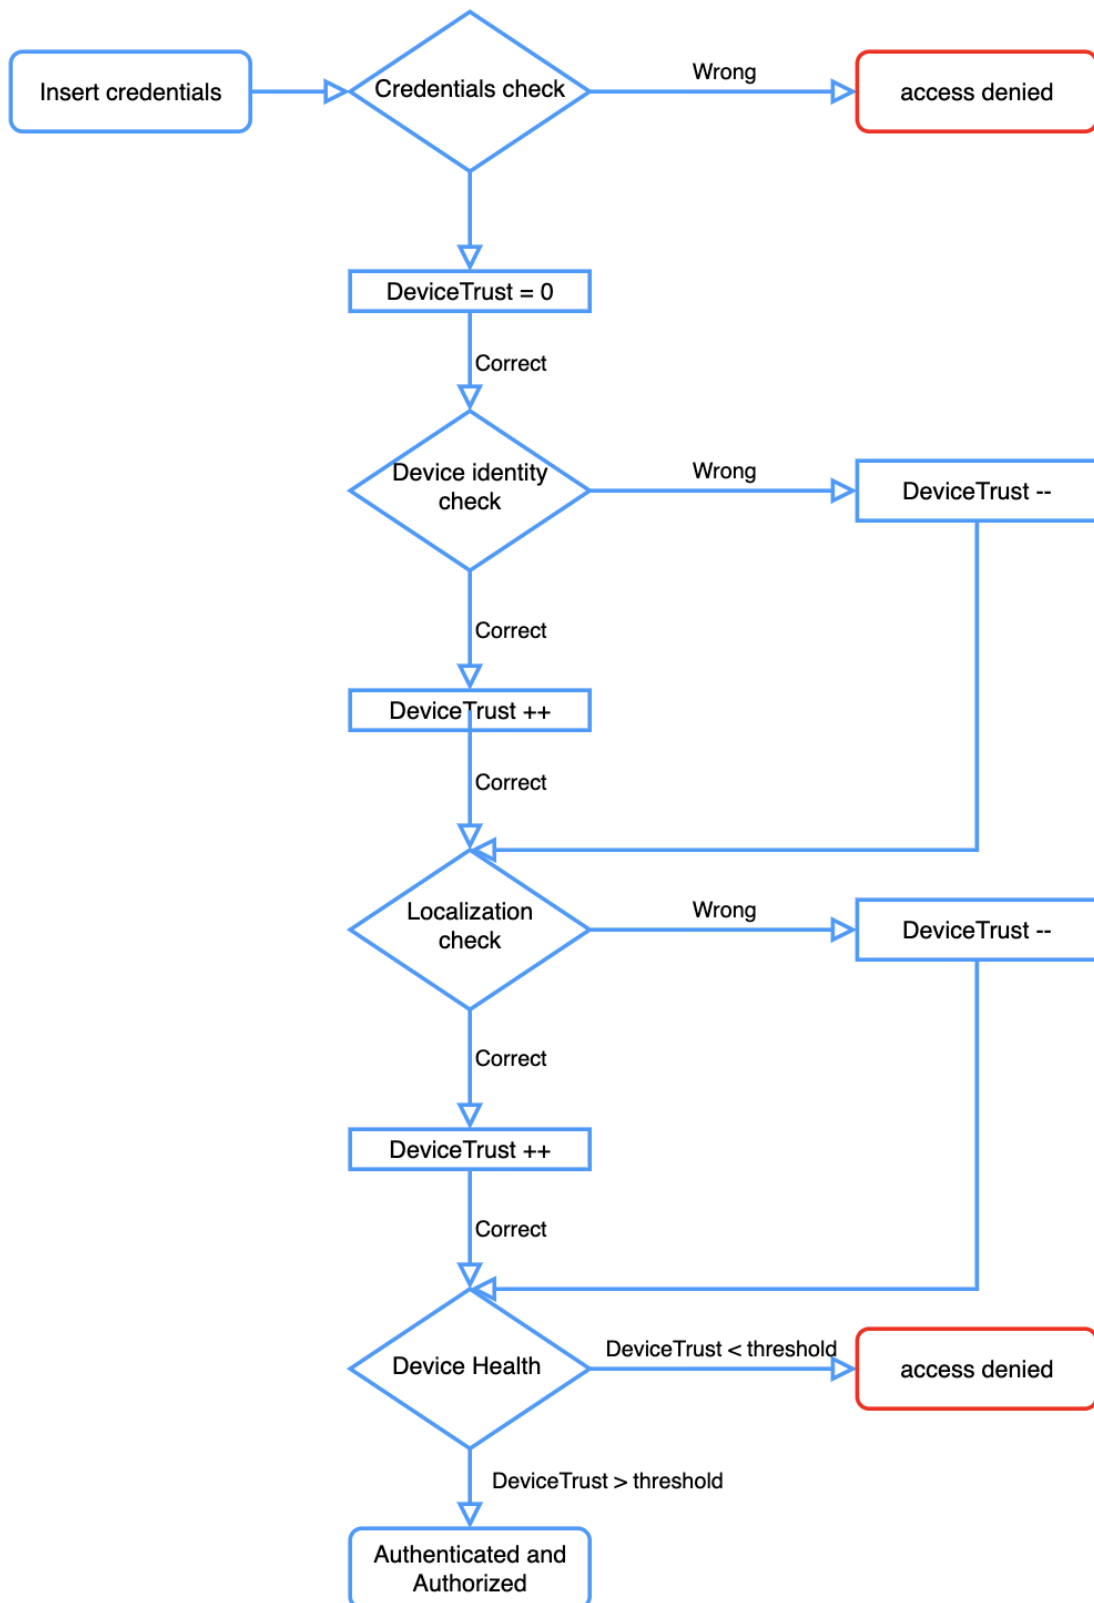 Insert credentials
Credentials check
Wrong
access denied
DeviceTrust = 0
Correct
Device identity
check
Wrong
DeviceTrust --
Correct
DeviceTrust ++
Correct
Localization
check
Wrong
DeviceTrust --
Correct
DeviceTrust ++
Correct
Device Health
DeviceTrust < threshold
access denied
DeviceTrust > threshold
Authenticated and
Authorized